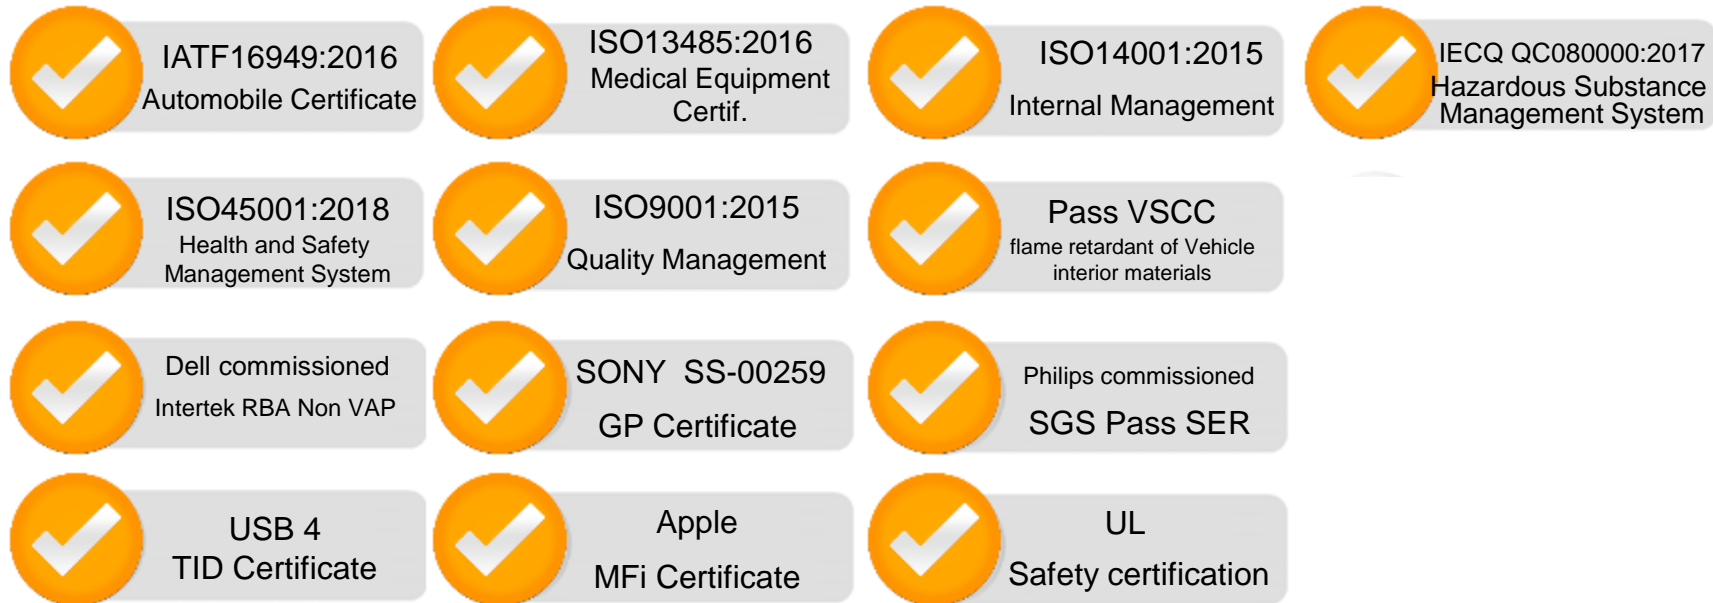 IATF16949:2016
Automobile Certificate
ISO13485:2016
Medical Equipment
Certif.
ISO14001:2015
Internal Management
IECQ QC080000:2017
Hazardous Substance
Management System
ISO45001:2018
Health and Safety
Management System
ISO9001:2015
Quality Management
Pass VSCC
flame retardant of Vehicle
interior materials
Dell commissioned
Intertek RBA Non VAP
SONY SS-00259
GP Certificate
Philips commissioned
SGS Pass SER
USB 4
TID Certificate
Apple
MFi Certificate
UL
Safety certification